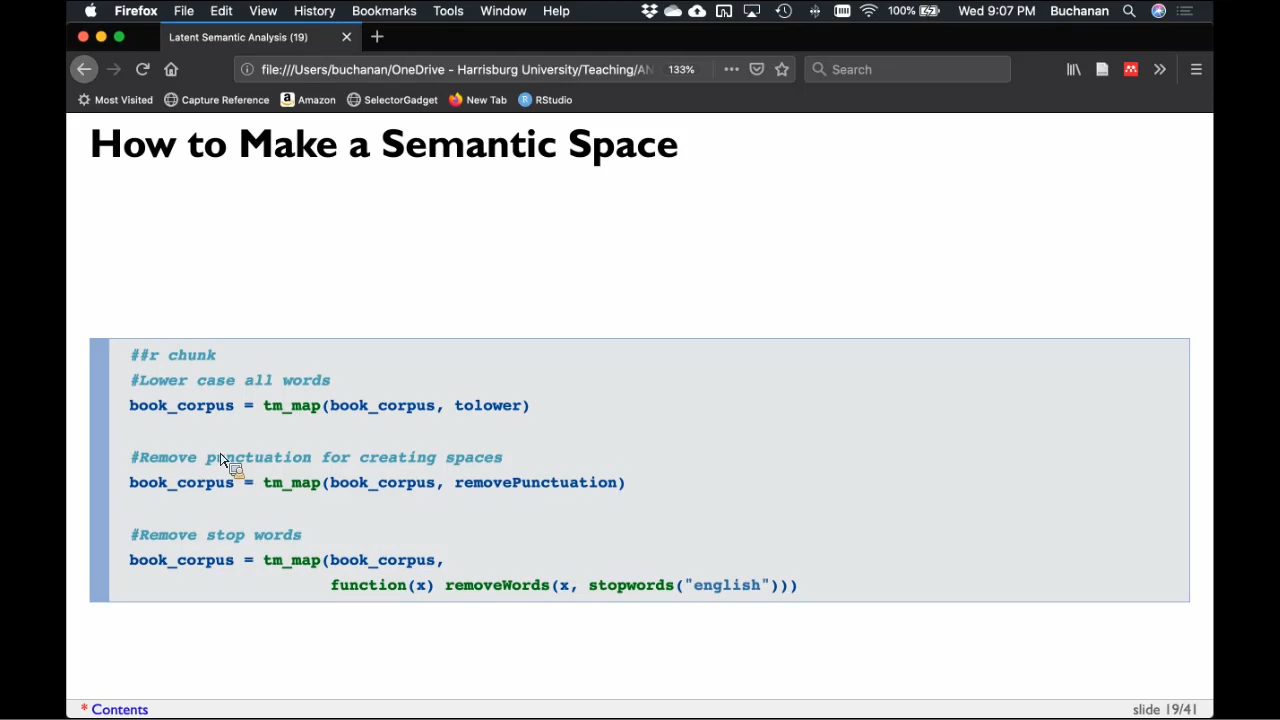 Firefox File Edit View History Bookmarks Tools Window Help 100% Wed 9:07 PM Buchanan
Latent Semantic Analysis (19)
file:///Users/buchanan/OneDrive - Harrisburg University/Teaching/AN 133% Search
Most Visited Capture Reference Amazon SelectorGadget New Tab RStudio
How to Make a Semantic Space
##r chunk
#Lower case all words
book_corpus = tm_map(book_corpus, tolower)
#Remove punctuation for creating spaces
book_corpus = tm_map(book_corpus, removePunctuation)
#Remove stop words
book_corpus = tm_map(book_corpus,
function(x) removeWords(x, stopwords("english")))
* Contents
slide 19/41